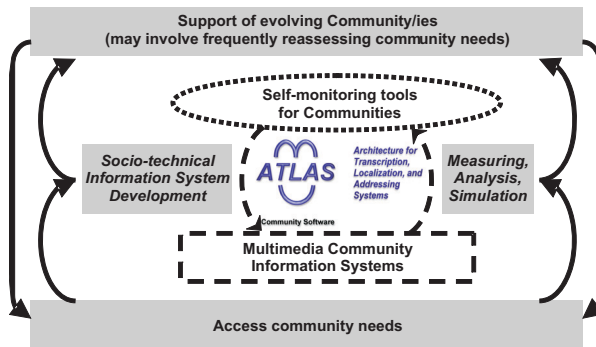 Support of evolving Community/ies
(may involve frequently reassessing community needs)
Self-monitoring tools
for Communities
Socio-technical
Information System
Development
ATLAS
Community Software
Architecture for
Transcription,
Localization, and
Addressing
Systems
Measuring,
Analysis,
Simulation
Multimedia Community
Information Systems
Access community needs